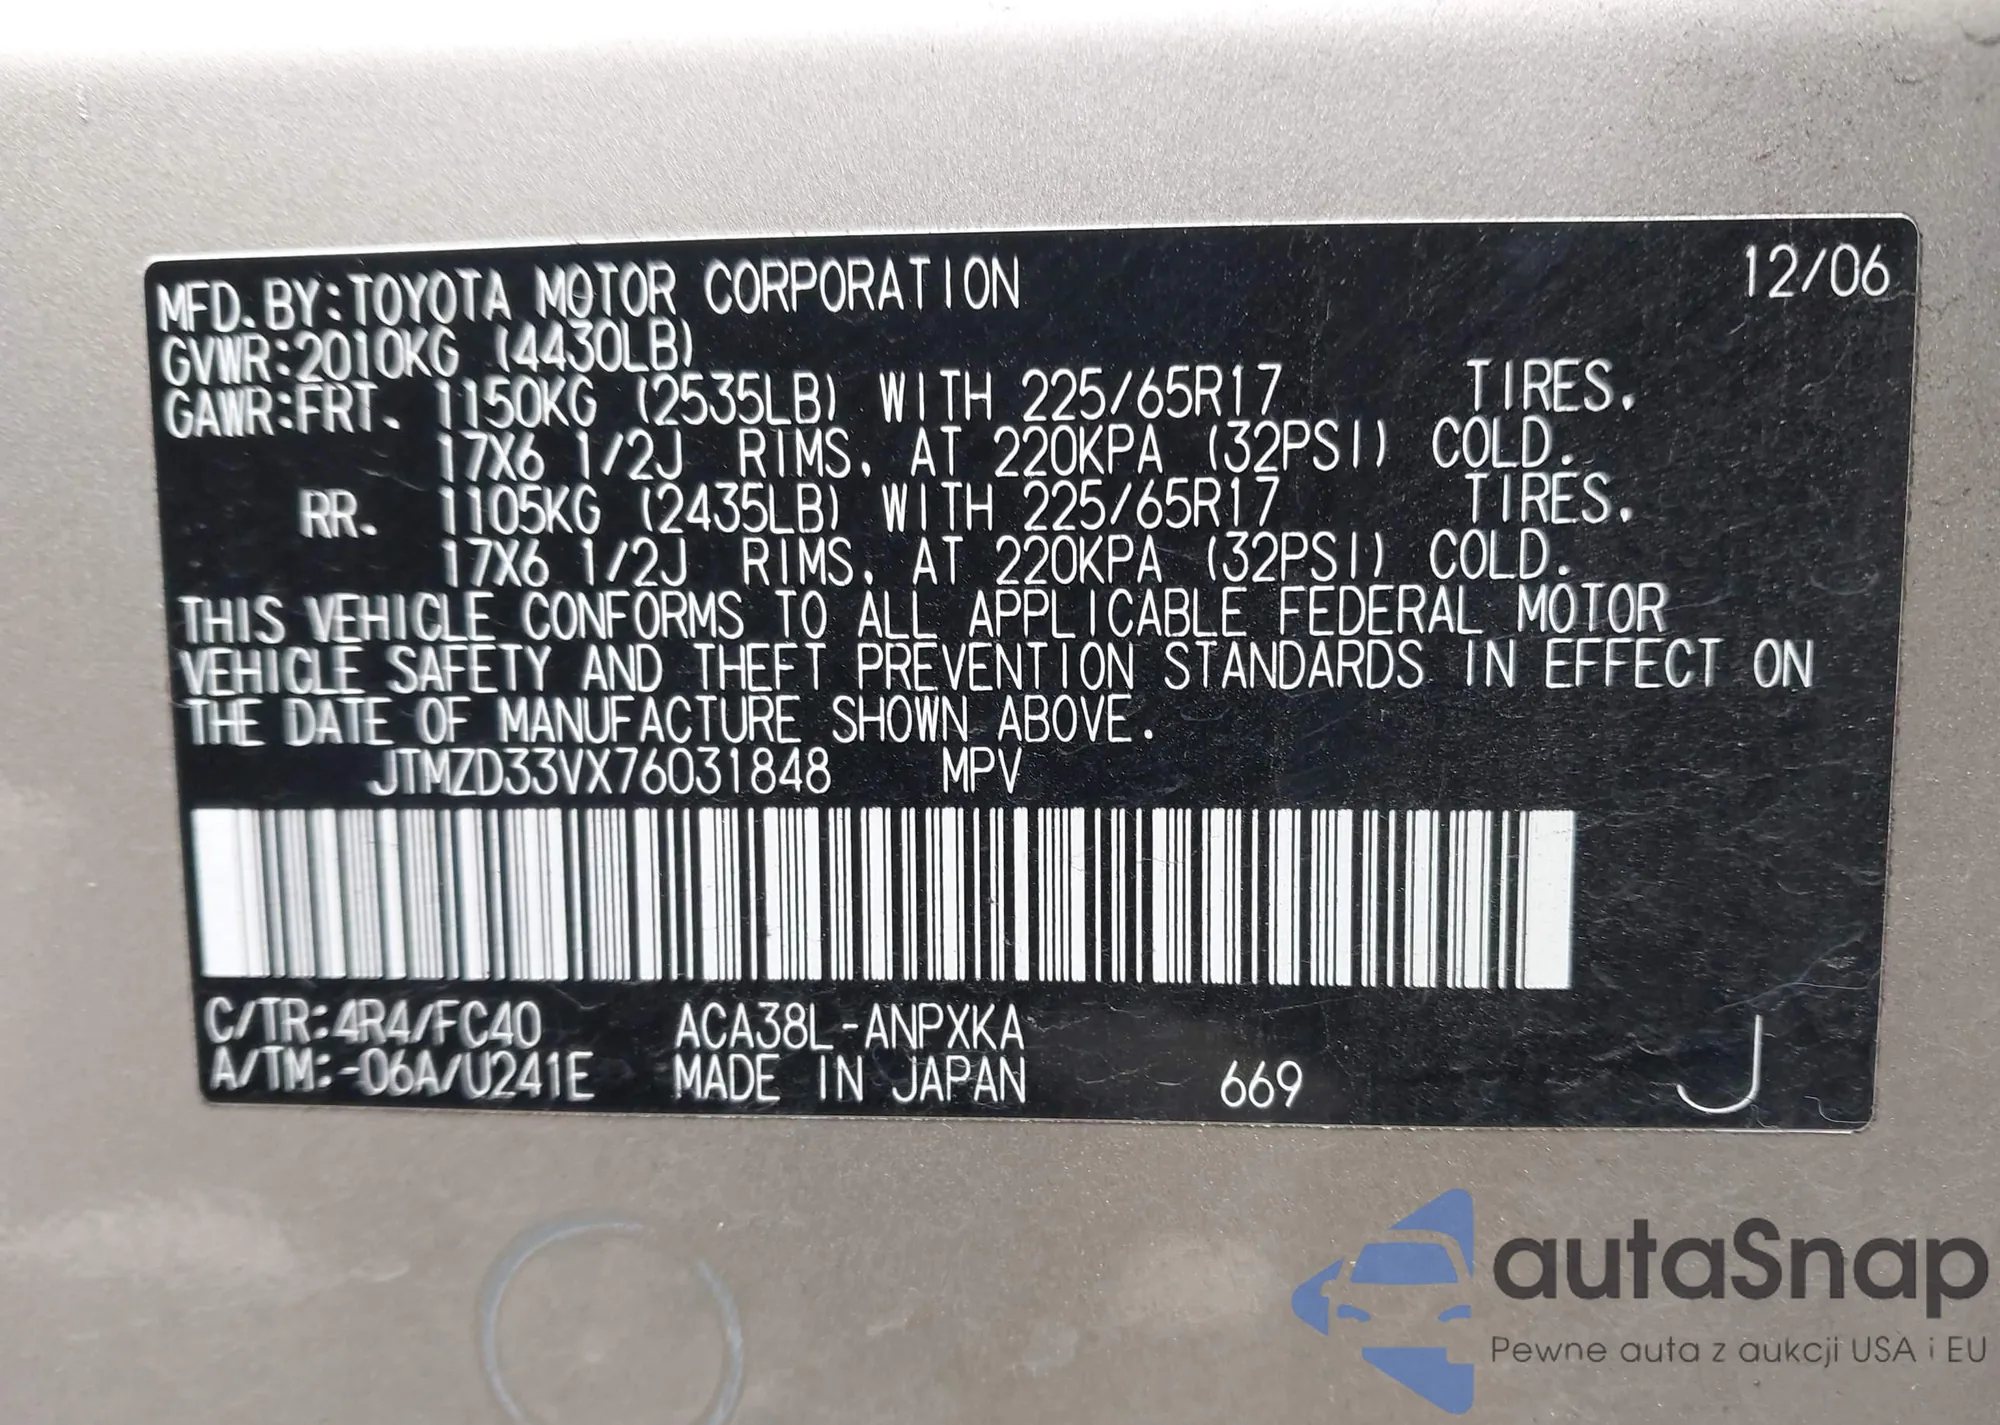 MFD. BY: TOYOTA MOTOR CORPORATION 12/06
GVWR: 2010KG (4430LB)
GAWR: FRT. 1150KG (2535LB) WITH 225/65R17 TIRES.
17X6 1/2J RIMS, AT 220KPA (32PSI) COLD.
RR. 1105KG (2435LB) WITH 225/65R17 TIRES.
17X6 1/2J RIMS, AT 220KPA (32PSI) COLD.
THIS VEHICLE CONFORMS TO ALL APPLICABLE FEDERAL MOTOR
VEHICLE SAFETY AND THEFT PREVENTION STANDARDS IN EFFECT ON
THE DATE OF MANUFACTURE SHOWN ABOVE.
JTMZD33VX76031848 MPV
C/TR: 4R4/FC40 ACA38L-ANPXKA
A/TM: -06A/U241E MADE IN JAPAN 669 J
autaSnap
Pewne auta z aukcji USA i EU